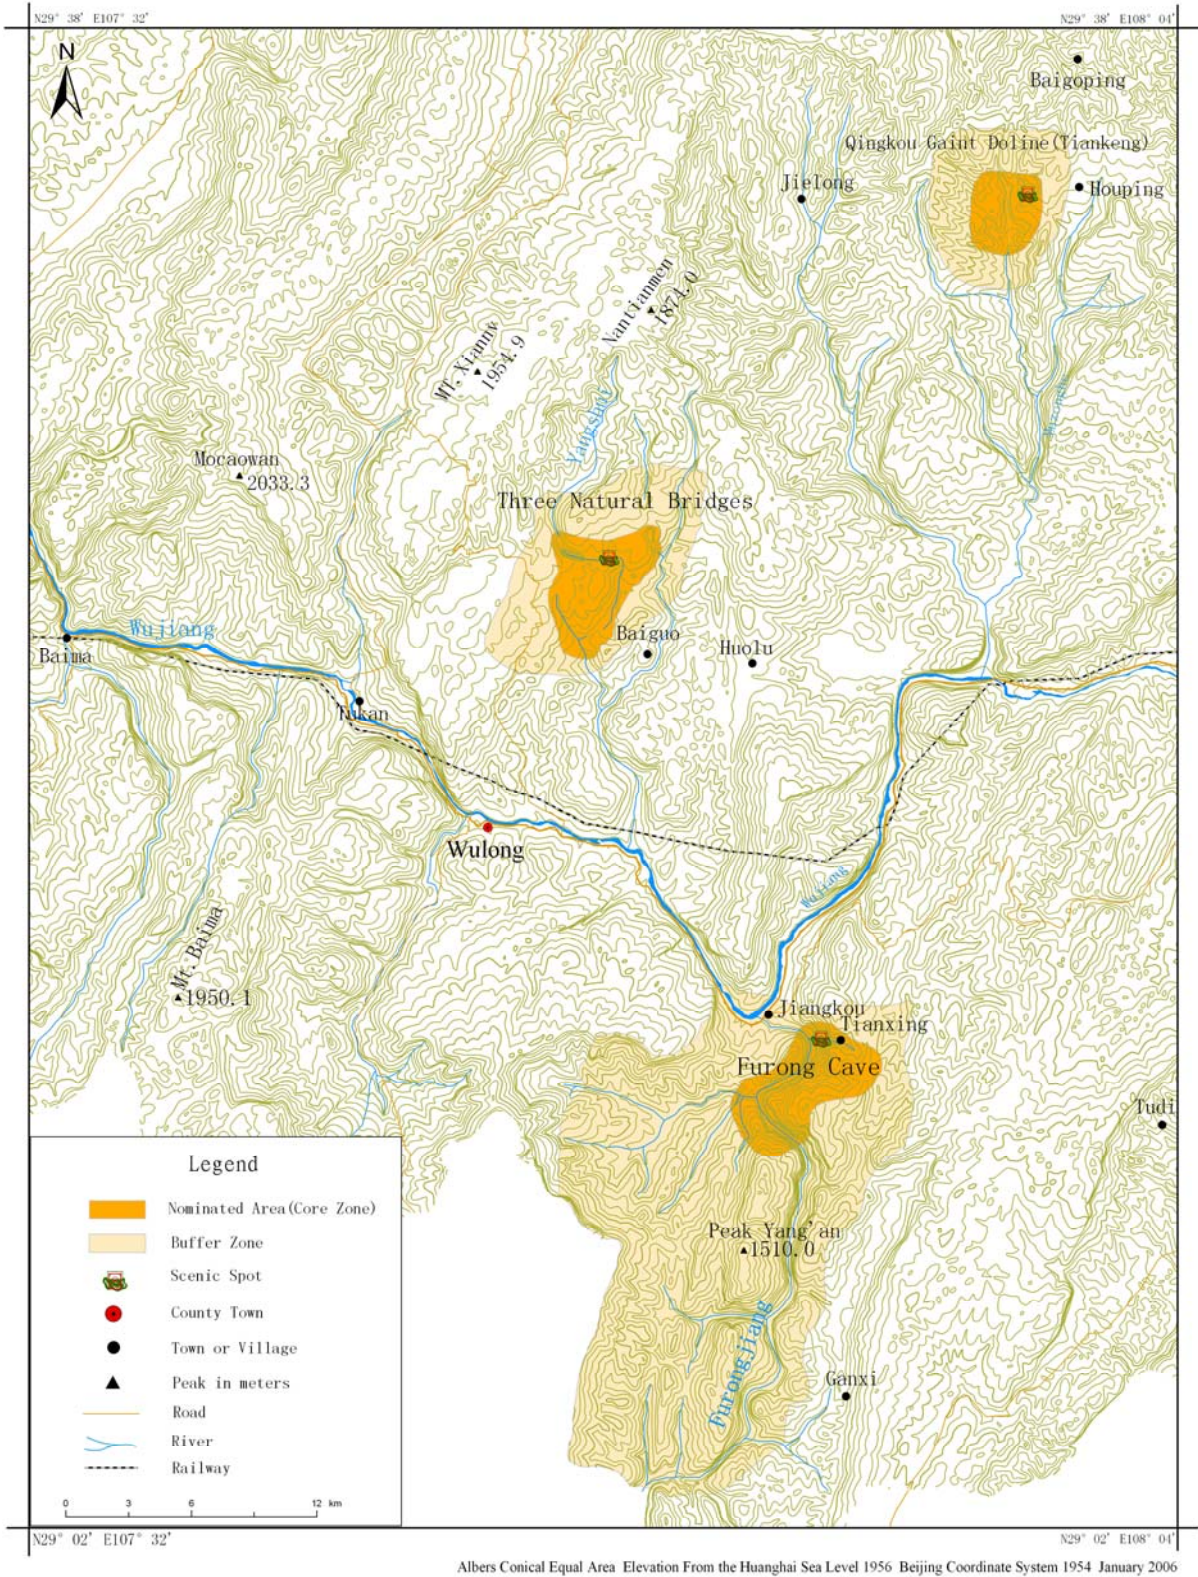 N29° 38′ E107° 32′
N29° 38′ E108° 04′
N
Baigoping
Qingkou Gaint Doline(Tiankeng)
Jielong
Houping
Nantianmen
1874.0
MT. Xianny
1954.9
Yangshui
Mocaowan
2033.3
Three Natural Bridges
Wujiang
Baiguo
Huolu
Baima
Tukan
Wulong
Wujiang
Mt. Baima
1950.1
Jiangkou
Tianxing
Furong Cave
Tudi
Peak Yang'an
1510.0
Furongjiang
Ganxi
Legend
Nominated Area(Core Zone)
Buffer Zone
Scenic Spot
County Town
Town or Village
Peak in meters
Road
River
Railway
0 3 6 12 km
N29° 02′ E107° 32′
N29° 02′ E108° 04′
Albers Conical Equal Area Elevation From the Huanghai Sea Level 1956 Beijing Coordinate System 1954 January 2006